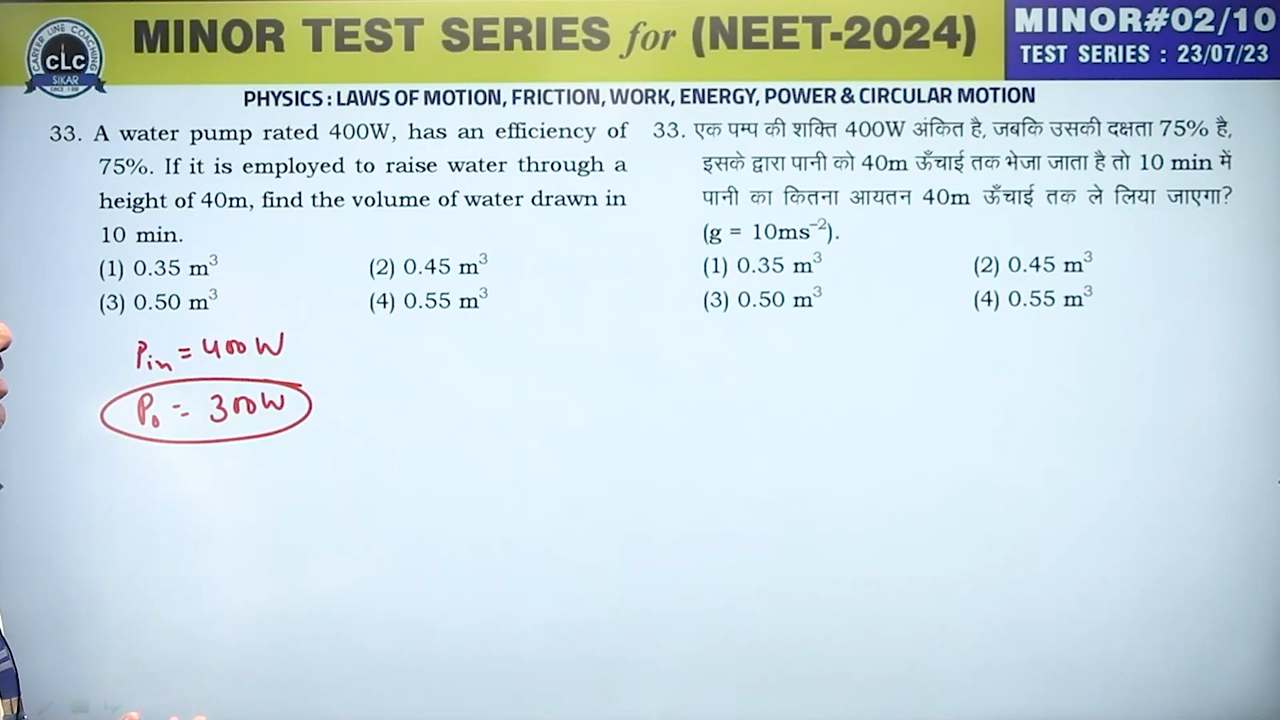 CAREER LINE COACHING
CLC
SIKAR
MINOR TEST SERIES for (NEET-2024)
MINOR#02/10
TEST SERIES : 23/07/23
PHYSICS : LAWS OF MOTION, FRICTION, WORK, ENERGY, POWER & CIRCULAR MOTION
33. A water pump rated 400W, has an efficiency of
75%. If it is employed to raise water through a
height of 40m, find the volume of water drawn in
10 min.
(1) 0.35 m³ (2) 0.45 m³
(3) 0.50 m³ (4) 0.55 m³
33. एक पम्प की शक्ति 400W अंकित है, जबकि उसकी दक्षता 75% है,
इसके द्वारा पानी को 40m ऊँचाई तक भेजा जाता है तो 10 min में
पानी का कितना आयतन 40m ऊँचाई तक ले लिया जाएगा?
(g = 10ms⁻²).
(1) 0.35 m³ (2) 0.45 m³
(3) 0.50 m³ (4) 0.55 m³
Pin = 400W
P₀ = 300W